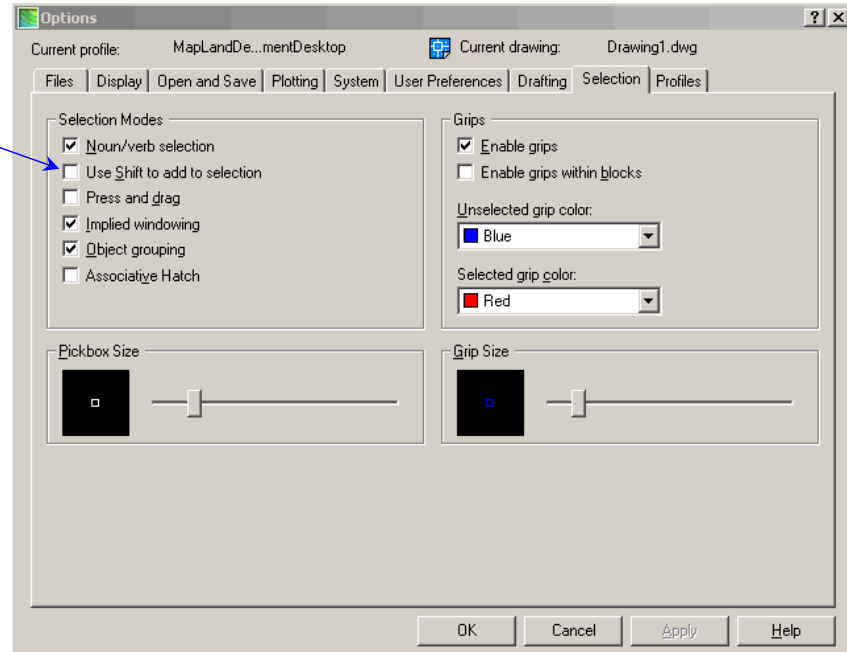 Options
Current profile: MapLandDe...mentDesktop Current drawing: Drawing1.dwg
Files Display Open and Save Plotting System User Preferences Drafting Selection Profiles
Selection Modes
Noun/verb selection
Use Shift to add to selection
Press and drag
Implied windowing
Object grouping
Associative Hatch
Grips
Enable grips
Enable grips within blocks
Unselected grip color:
Blue
Selected grip color:
Red
Pickbox Size
Grip Size
OK Cancel Apply Help